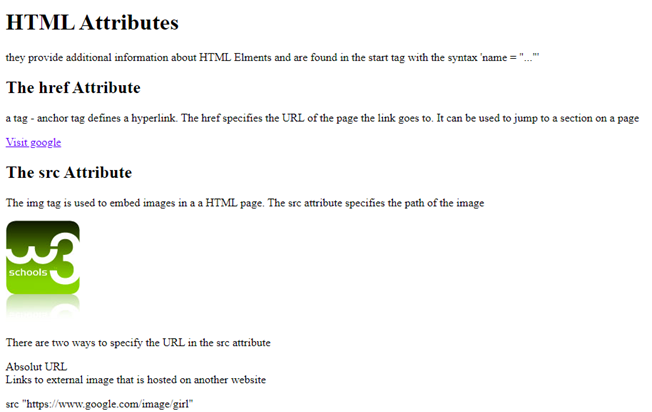 HTML Attributes
they provide additional information about HTML Elments and are found in the start tag with the syntax 'name = "..."'
The href Attribute
a tag - anchor tag defines a hyperlink. The href specifies the URL of the page the link goes to. It can be used to jump to a section on a page
Visit google
The src Attribute
The img tag is used to embed images in a a HTML page. The src attribute specifies the path of the image
w3
schools
There are two ways to specify the URL in the src attribute
Absolut URL
Links to external image that is hosted on another website
src "https://www.google.com/image/girl"